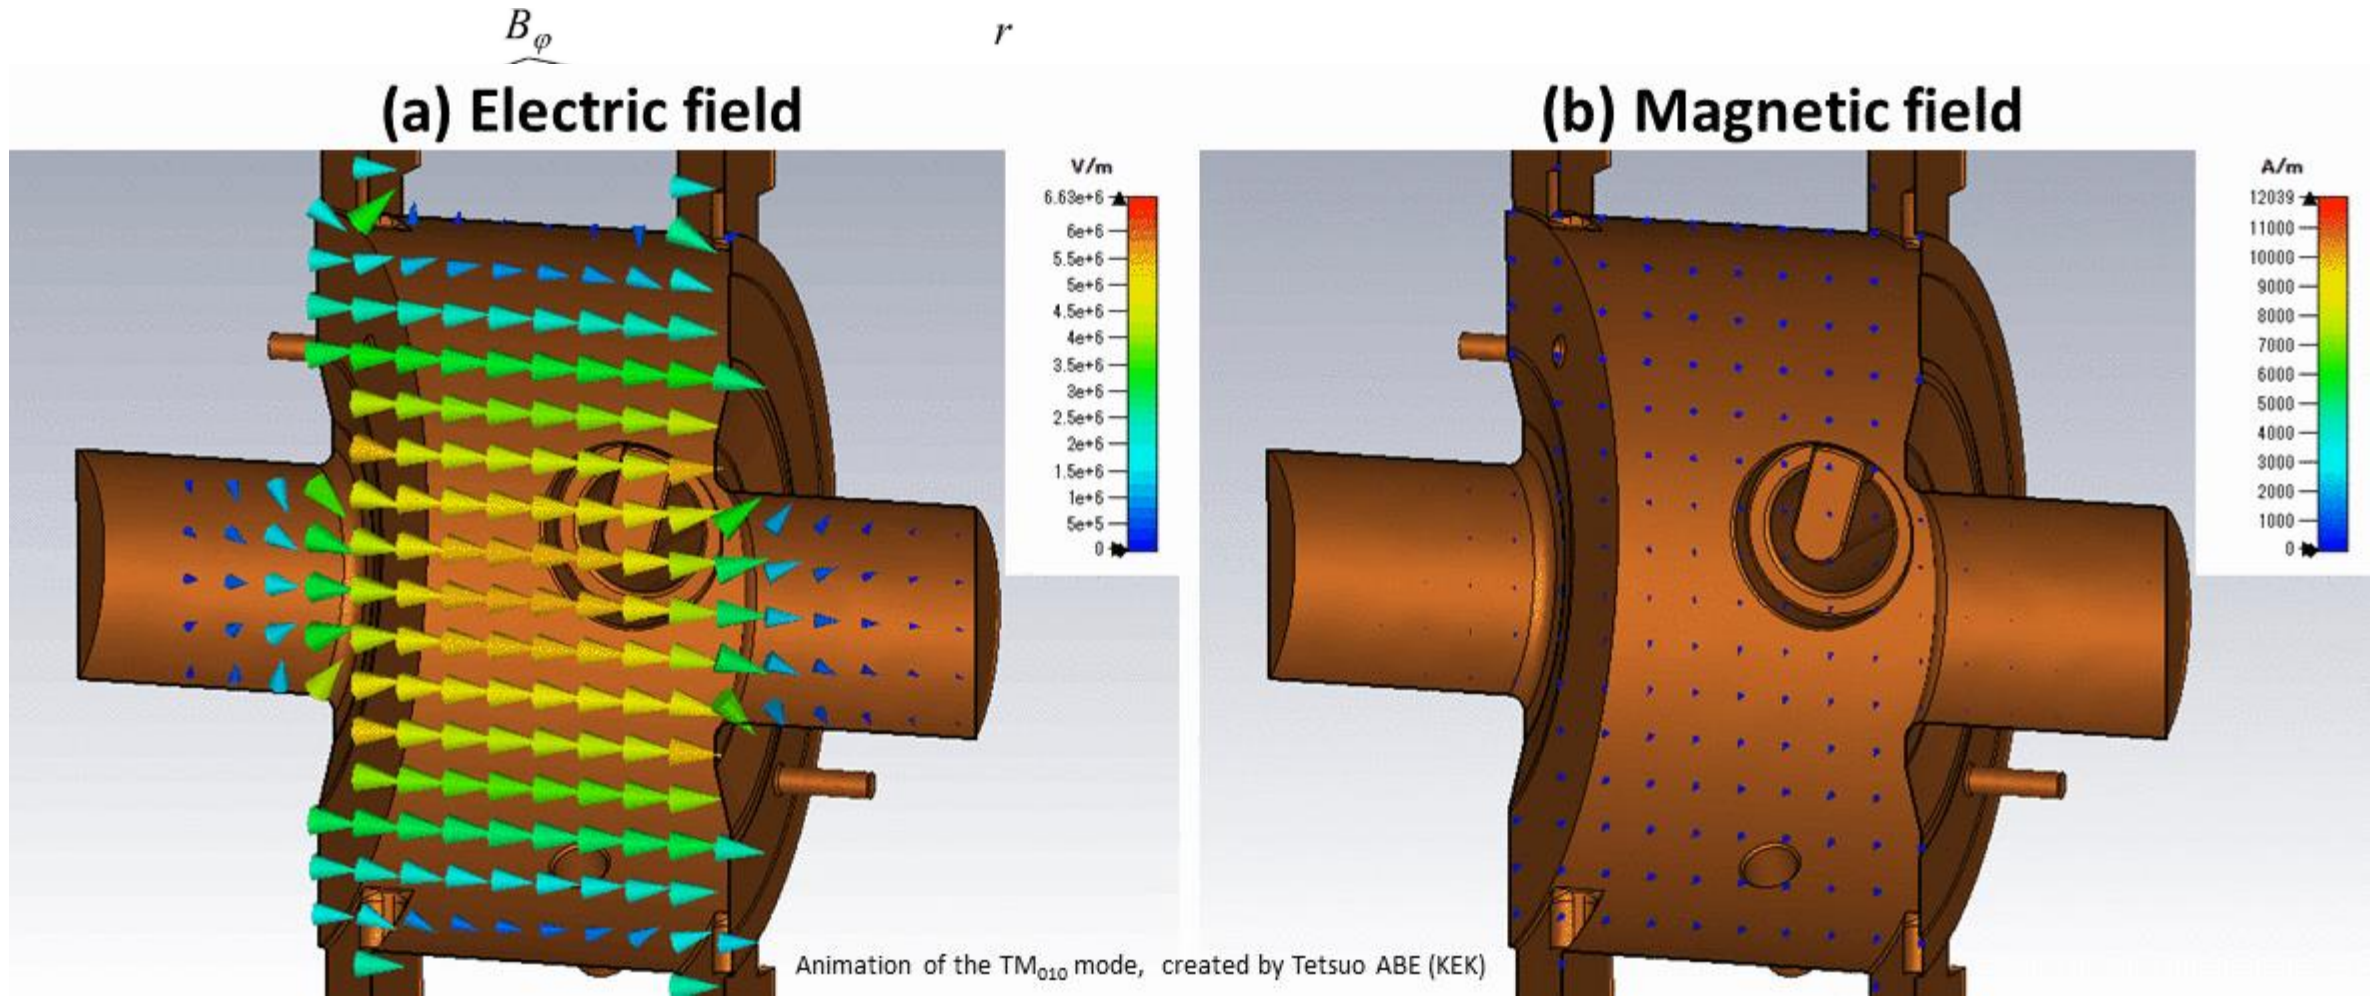 B_φ r
(a) Electric field (b) Magnetic field
V/m
6.63e+6
6e+6
5.5e+6
5e+6
4.5e+6
4e+6
3.5e+6
3e+6
2.5e+6
2e+6
1.5e+6
1e+6
5e+5
0
A/m
12039
11000
10000
9000
8000
7000
6000
5000
4000
3000
2000
1000
0
Animation of the TM₀₁₀ mode, created by Tetsuo ABE (KEK)